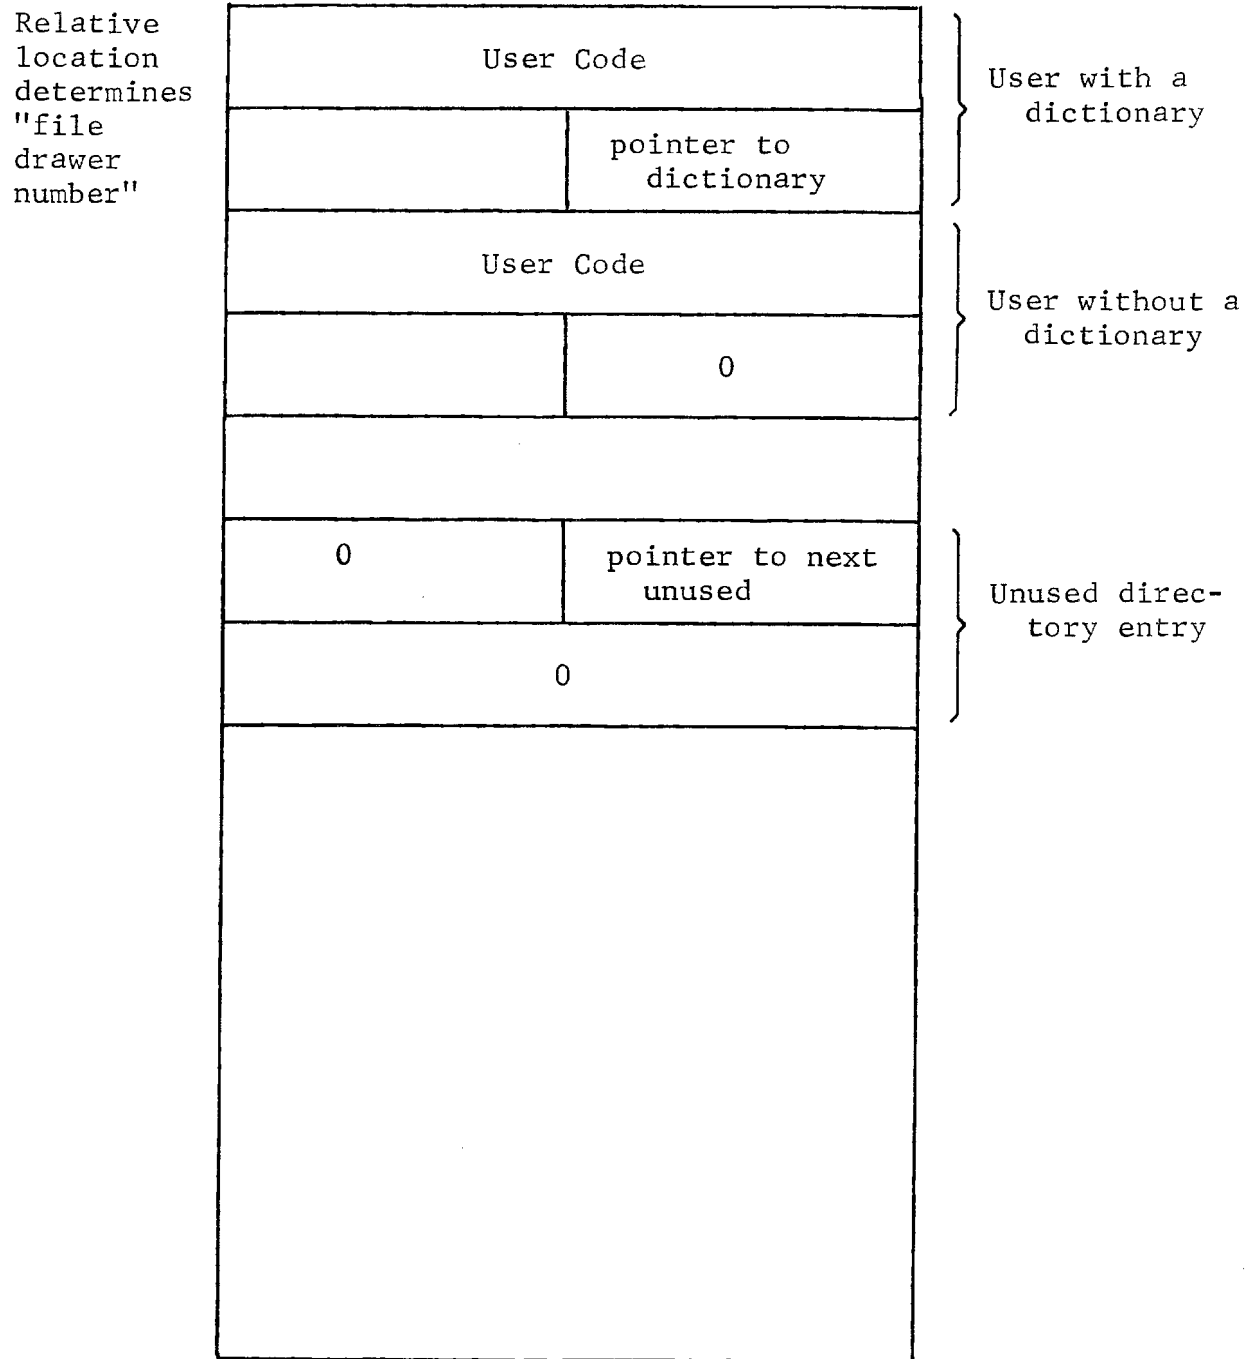 Relative
location
determines
"file
drawer
number"
User Code
pointer to
dictionary
User with a
dictionary
User Code
0
User without a
dictionary
0
pointer to next
unused
0
Unused direc-
tory entry